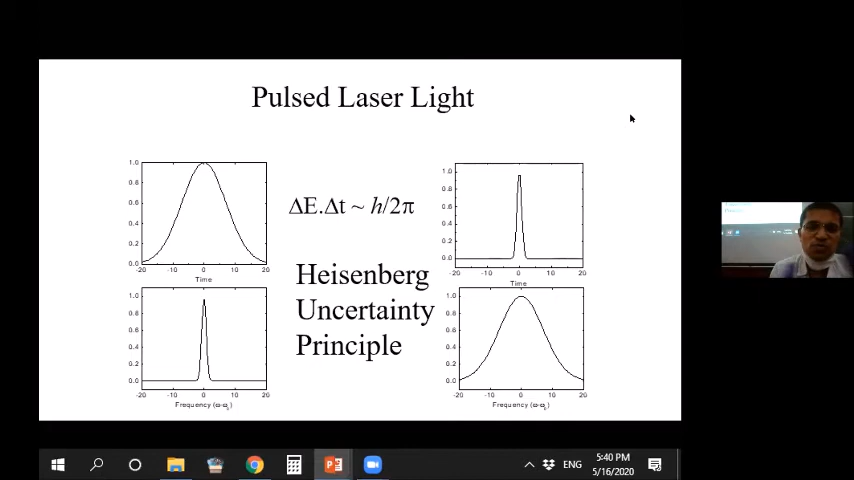 Pulsed Laser Light
1.0
0.8
0.6
0.4
0.2
0.0
-20 -10 0 10 20
Time
ΔE.Δt ~ h/2π
1.0
0.8
0.6
0.4
0.2
0.0
-20 -10 0 10 20
Time
Heisenberg
Uncertainty
Principle
1.0
0.8
0.6
0.4
0.2
0.0
-20 -10 0 10 20
Frequency (ω-ω₀)
1.0
0.8
0.6
0.4
0.2
0.0
-20 -10 0 10 20
Frequency (ω-ω₀)
ENG
5:40 PM
5/16/2020